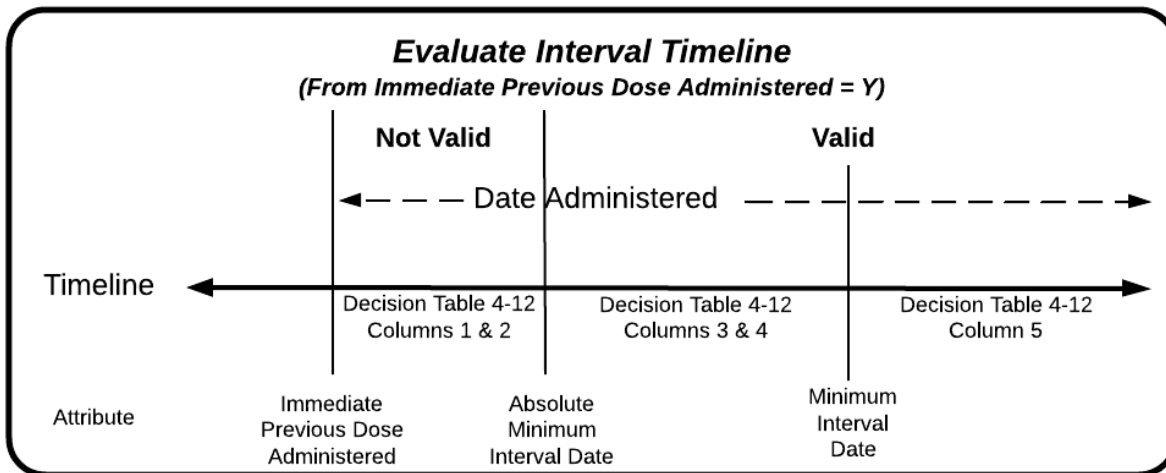 Evaluate Interval Timeline
(From Immediate Previous Dose Administered = Y)
Not Valid
Valid
Date Administered
Timeline
Decision Table 4-12
Columns 1 & 2
Decision Table 4-12
Columns 3 & 4
Decision Table 4-12
Column 5
Attribute
Immediate
Previous Dose
Administered
Absolute
Minimum
Interval Date
Minimum
Interval
Date